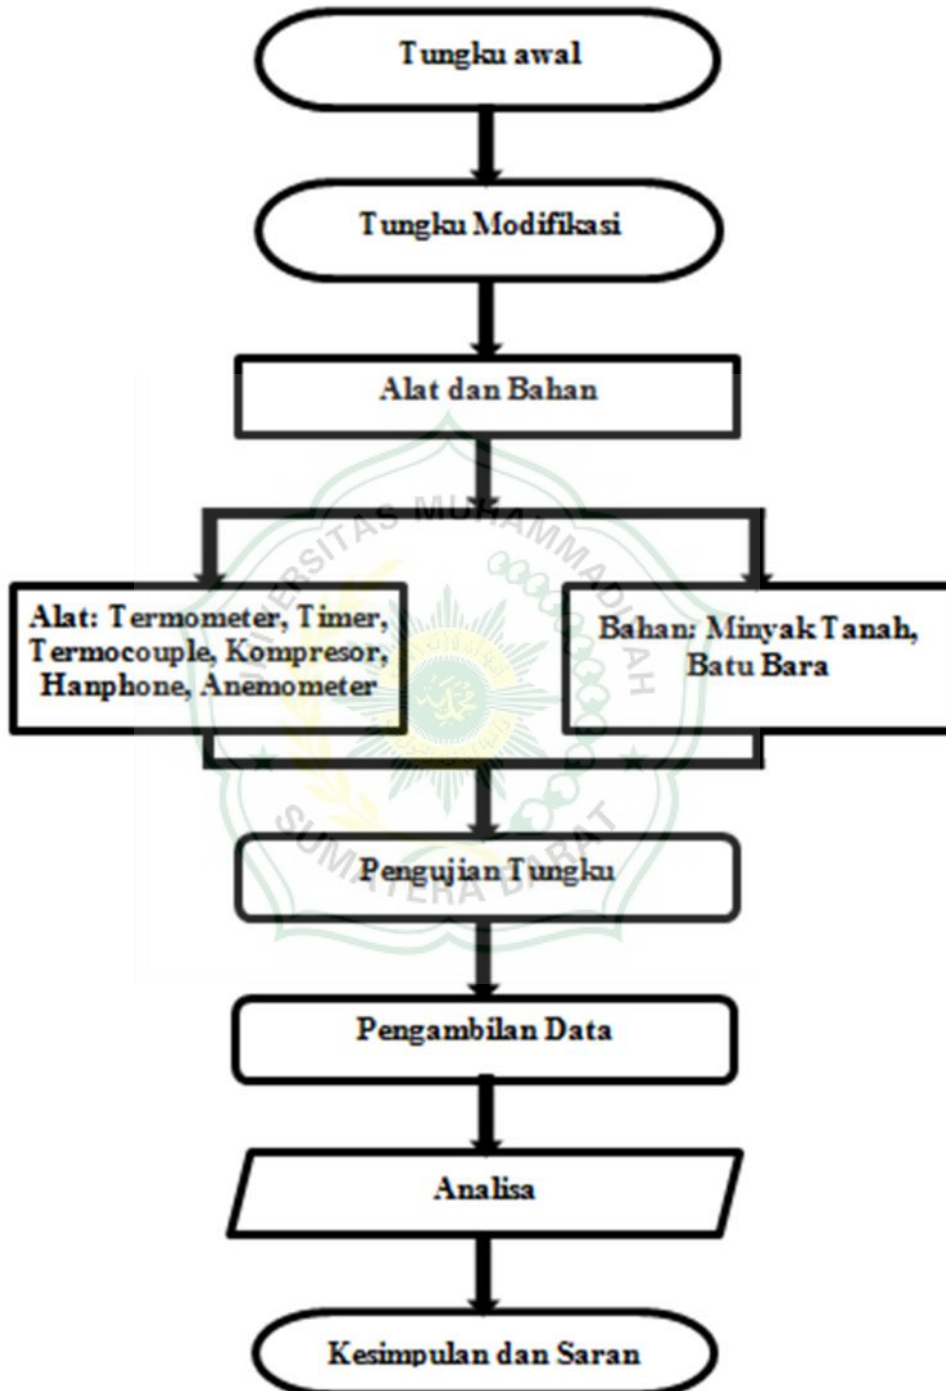 Tungku awal
Tungku Modifikasi
Alat dan Bahan
UNIVERSITAS MUHAMMADIYAH
Alat: Termometer, Timer,
Termocouple, Kompresor,
Hanphone, Anemometer
Bahan: Minyak Tanah,
Batu Bara
SUMATERA BARAT
Pengujian Tungku
Pengambilan Data
Analisa
Kesimpulan dan Saran